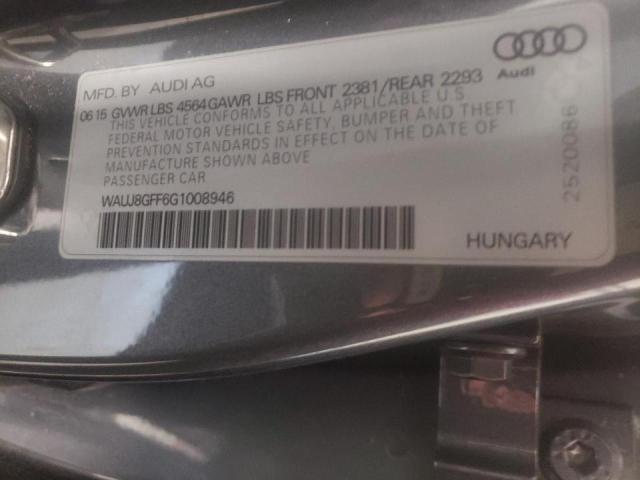 MFD. BY AUDI AG
Audi
06 15 GVWR LBS 4564 GAWR LBS FRONT 2381/REAR 2293
THIS VEHICLE CONFORMS TO ALL APPLICABLE U.S
FEDERAL MOTOR VEHICLE SAFETY, BUMPER AND THEFT
PREVENTION STANDARDS IN EFFECT ON THE DATE OF
MANUFACTURE SHOWN ABOVE
PASSENGER CAR
WAUJ8GFF6G1008946
HUNGARY
2520086